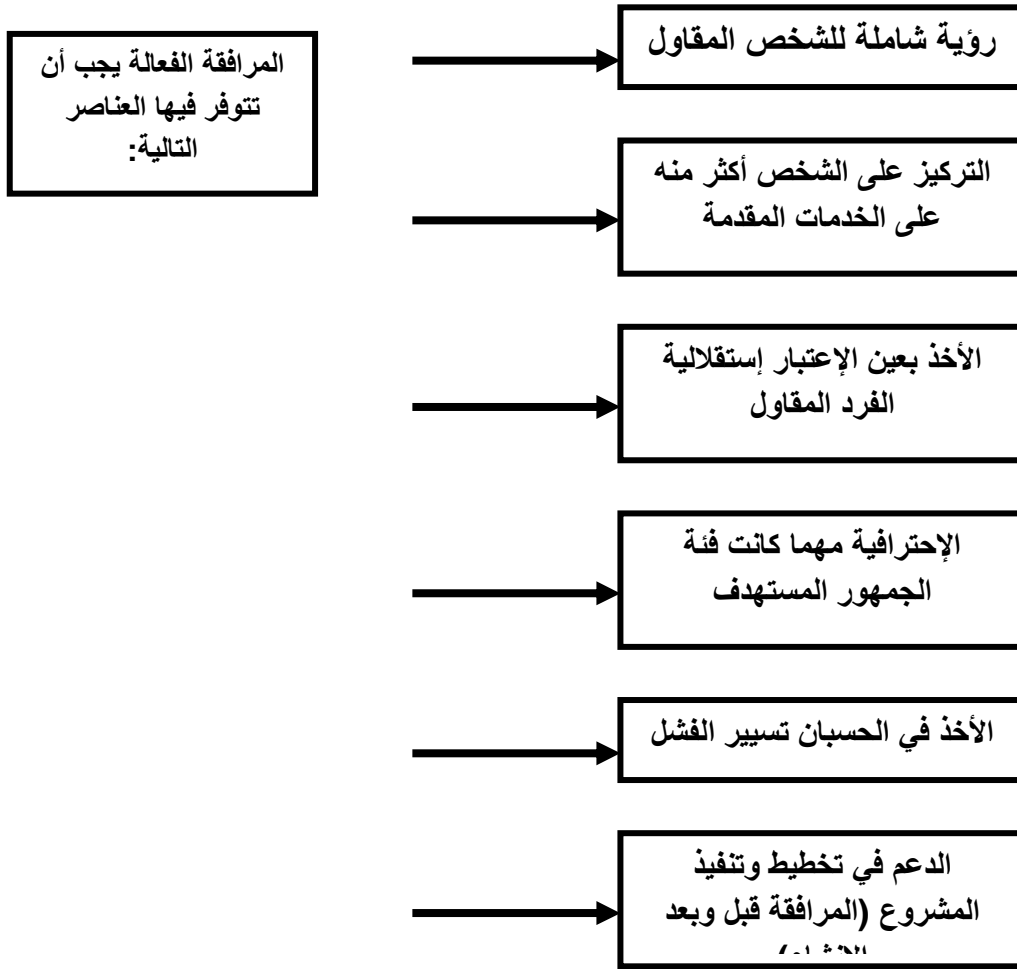 المرافقة الفعالة يجب أن
تتوفر فيها العناصر
التالية:
رؤية شاملة للشخص المقاول
التركيز على الشخص أكثر منه
على الخدمات المقدمة
الأخذ بعين الإعتبار إستقلالية
الفرد المقاول
الإحترافية مهما كانت فئة
الجمهور المستهدف
الأخذ في الحسبان تسيير الفشل
الدعم في تخطيط وتنفيذ
المشروع (المرافقة قبل وبعد